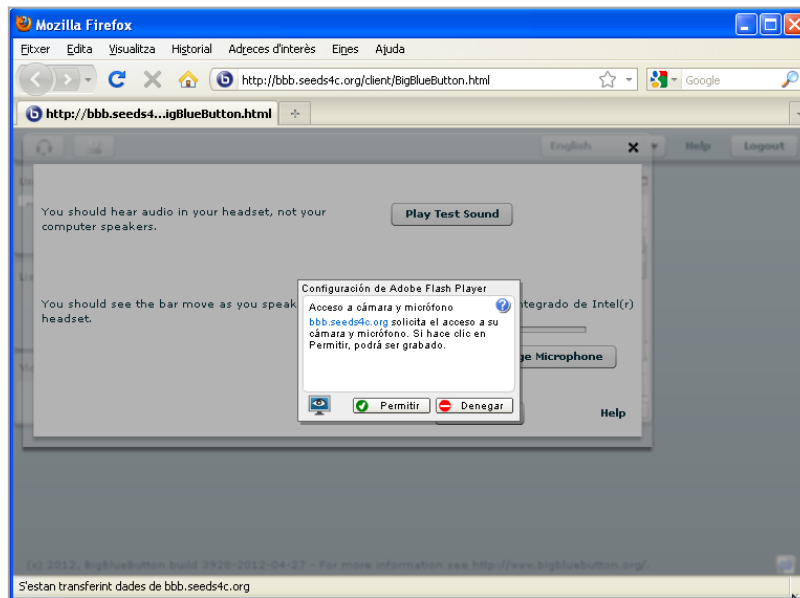 Mozilla Firefox
Fitxer Edita Visualitza Historial Adreces d'interès Eines Ajuda
http://bbb.seeds4c.org/client/BigBlueButton.html
Google
http://bbb.seeds4...igBlueButton.html
English
Help
Logout
You should hear audio in your headset, not your
computer speakers.
Play Test Sound
Configuración de Adobe Flash Player
Acceso a cámara y micrófono
bbb.seeds4c.org solicita el acceso a su
cámara y micrófono. Si hace clic en
Permitir, podrá ser grabado.
Permitir
Denegar
You should see the bar move as you speak
headset.
ntegrado de Intel(r)
ge Microphone
Help
(c) 2012, BigBlueButton build 3928-2012-04-27 - For more information see http://www.bigbluebutton.org/.
S'estan transferint dades de bbb.seeds4c.org